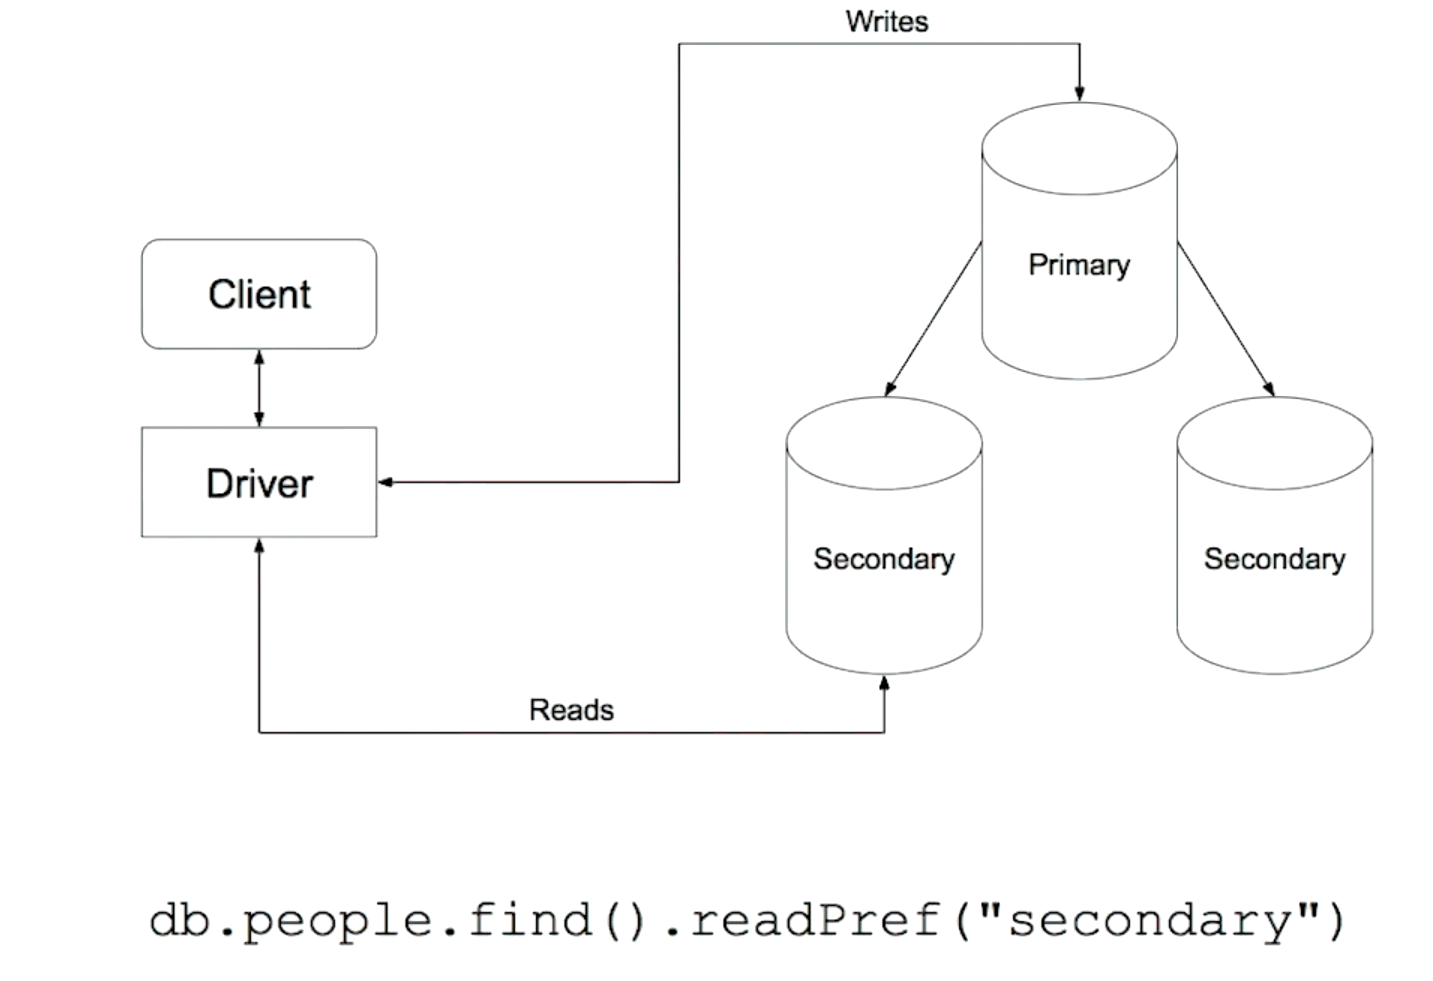 Writes
Primary
Client
Driver
Secondary
Secondary
Reads
db.people.find().readPref("secondary")